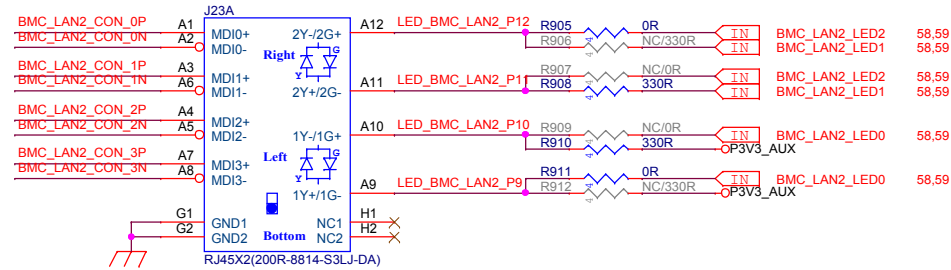 J23A
BMC_LAN2_CON_0P A1 MDI0+ 2Y-/2G+ A12 LED_BMC_LAN2_P12 R905 0R IN BMC_LAN2_LED2 58,59
BMC_LAN2_CON_0N A2 MDI0- R906 NC/330R IN BMC_LAN2_LED1 58,59
Right Y G
BMC_LAN2_CON_1P A3 MDI1+ R907 NC/0R IN BMC_LAN2_LED2 58,59
BMC_LAN2_CON_1N A6 MDI1- 2Y+/2G- A11 LED_BMC_LAN2_P11 R908 330R IN BMC_LAN2_LED1 58,59
BMC_LAN2_CON_2P A4 MDI2+
BMC_LAN2_CON_2N A5 MDI2- 1Y-/1G+ A10 LED_BMC_LAN2_P10 R909 NC/0R IN BMC_LAN2_LED0 58,59
R910 330R P3V3_AUX
Left Y G
BMC_LAN2_CON_3P A7 MDI3+
BMC_LAN2_CON_3N A8 MDI3- R911 0R IN BMC_LAN2_LED0 58,59
1Y+/1G- A9 LED_BMC_LAN2_P9 R912 NC/330R P3V3_AUX
G1 GND1 NC1 H1
G2 GND2 Bottom NC2 H2
RJ45X2(200R-8814-S3LJ-DA)